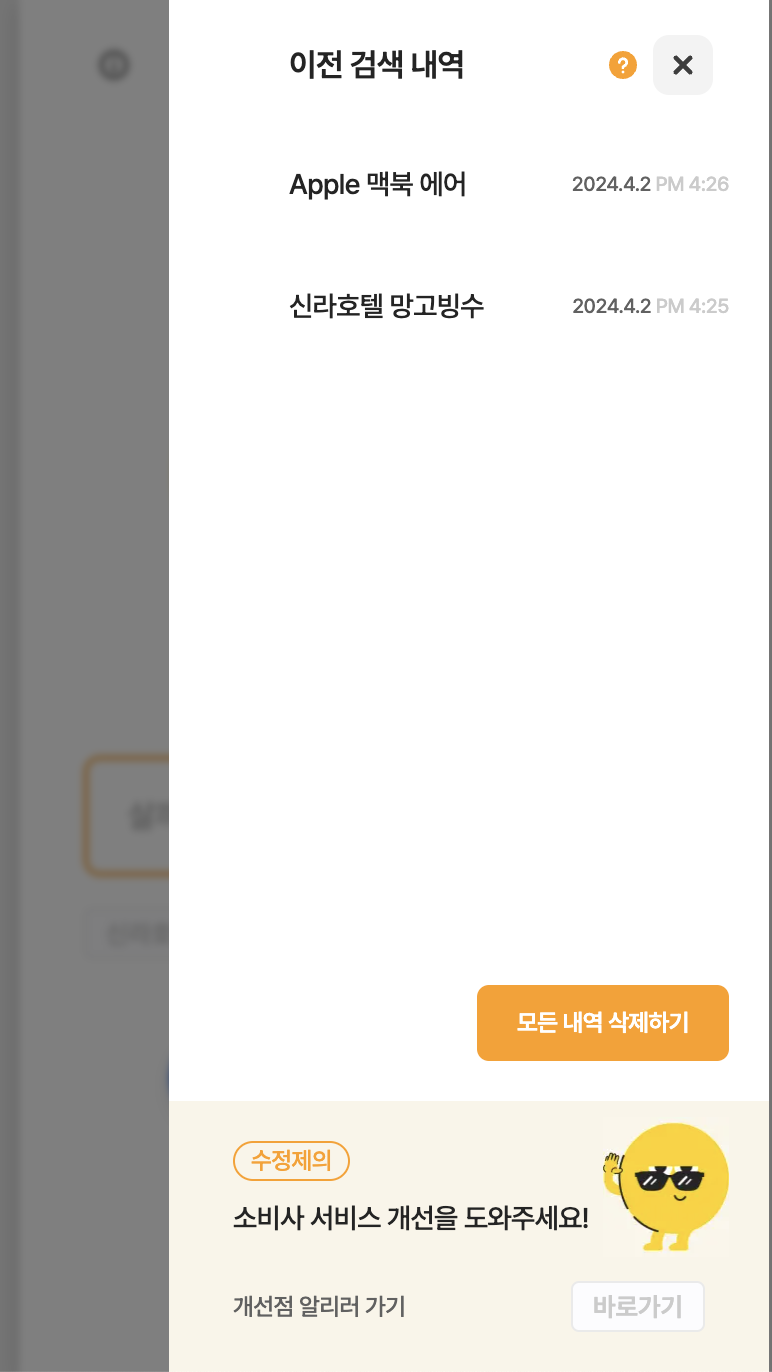 이전 검색 내역
Apple 맥북 에어 2024.4.2 PM 4:26
신라호텔 망고빙수 2024.4.2 PM 4:25
모든 내역 삭제하기
수정제의
소비사 서비스 개선을 도와주세요!
개선점 알리러 가기 바로가기